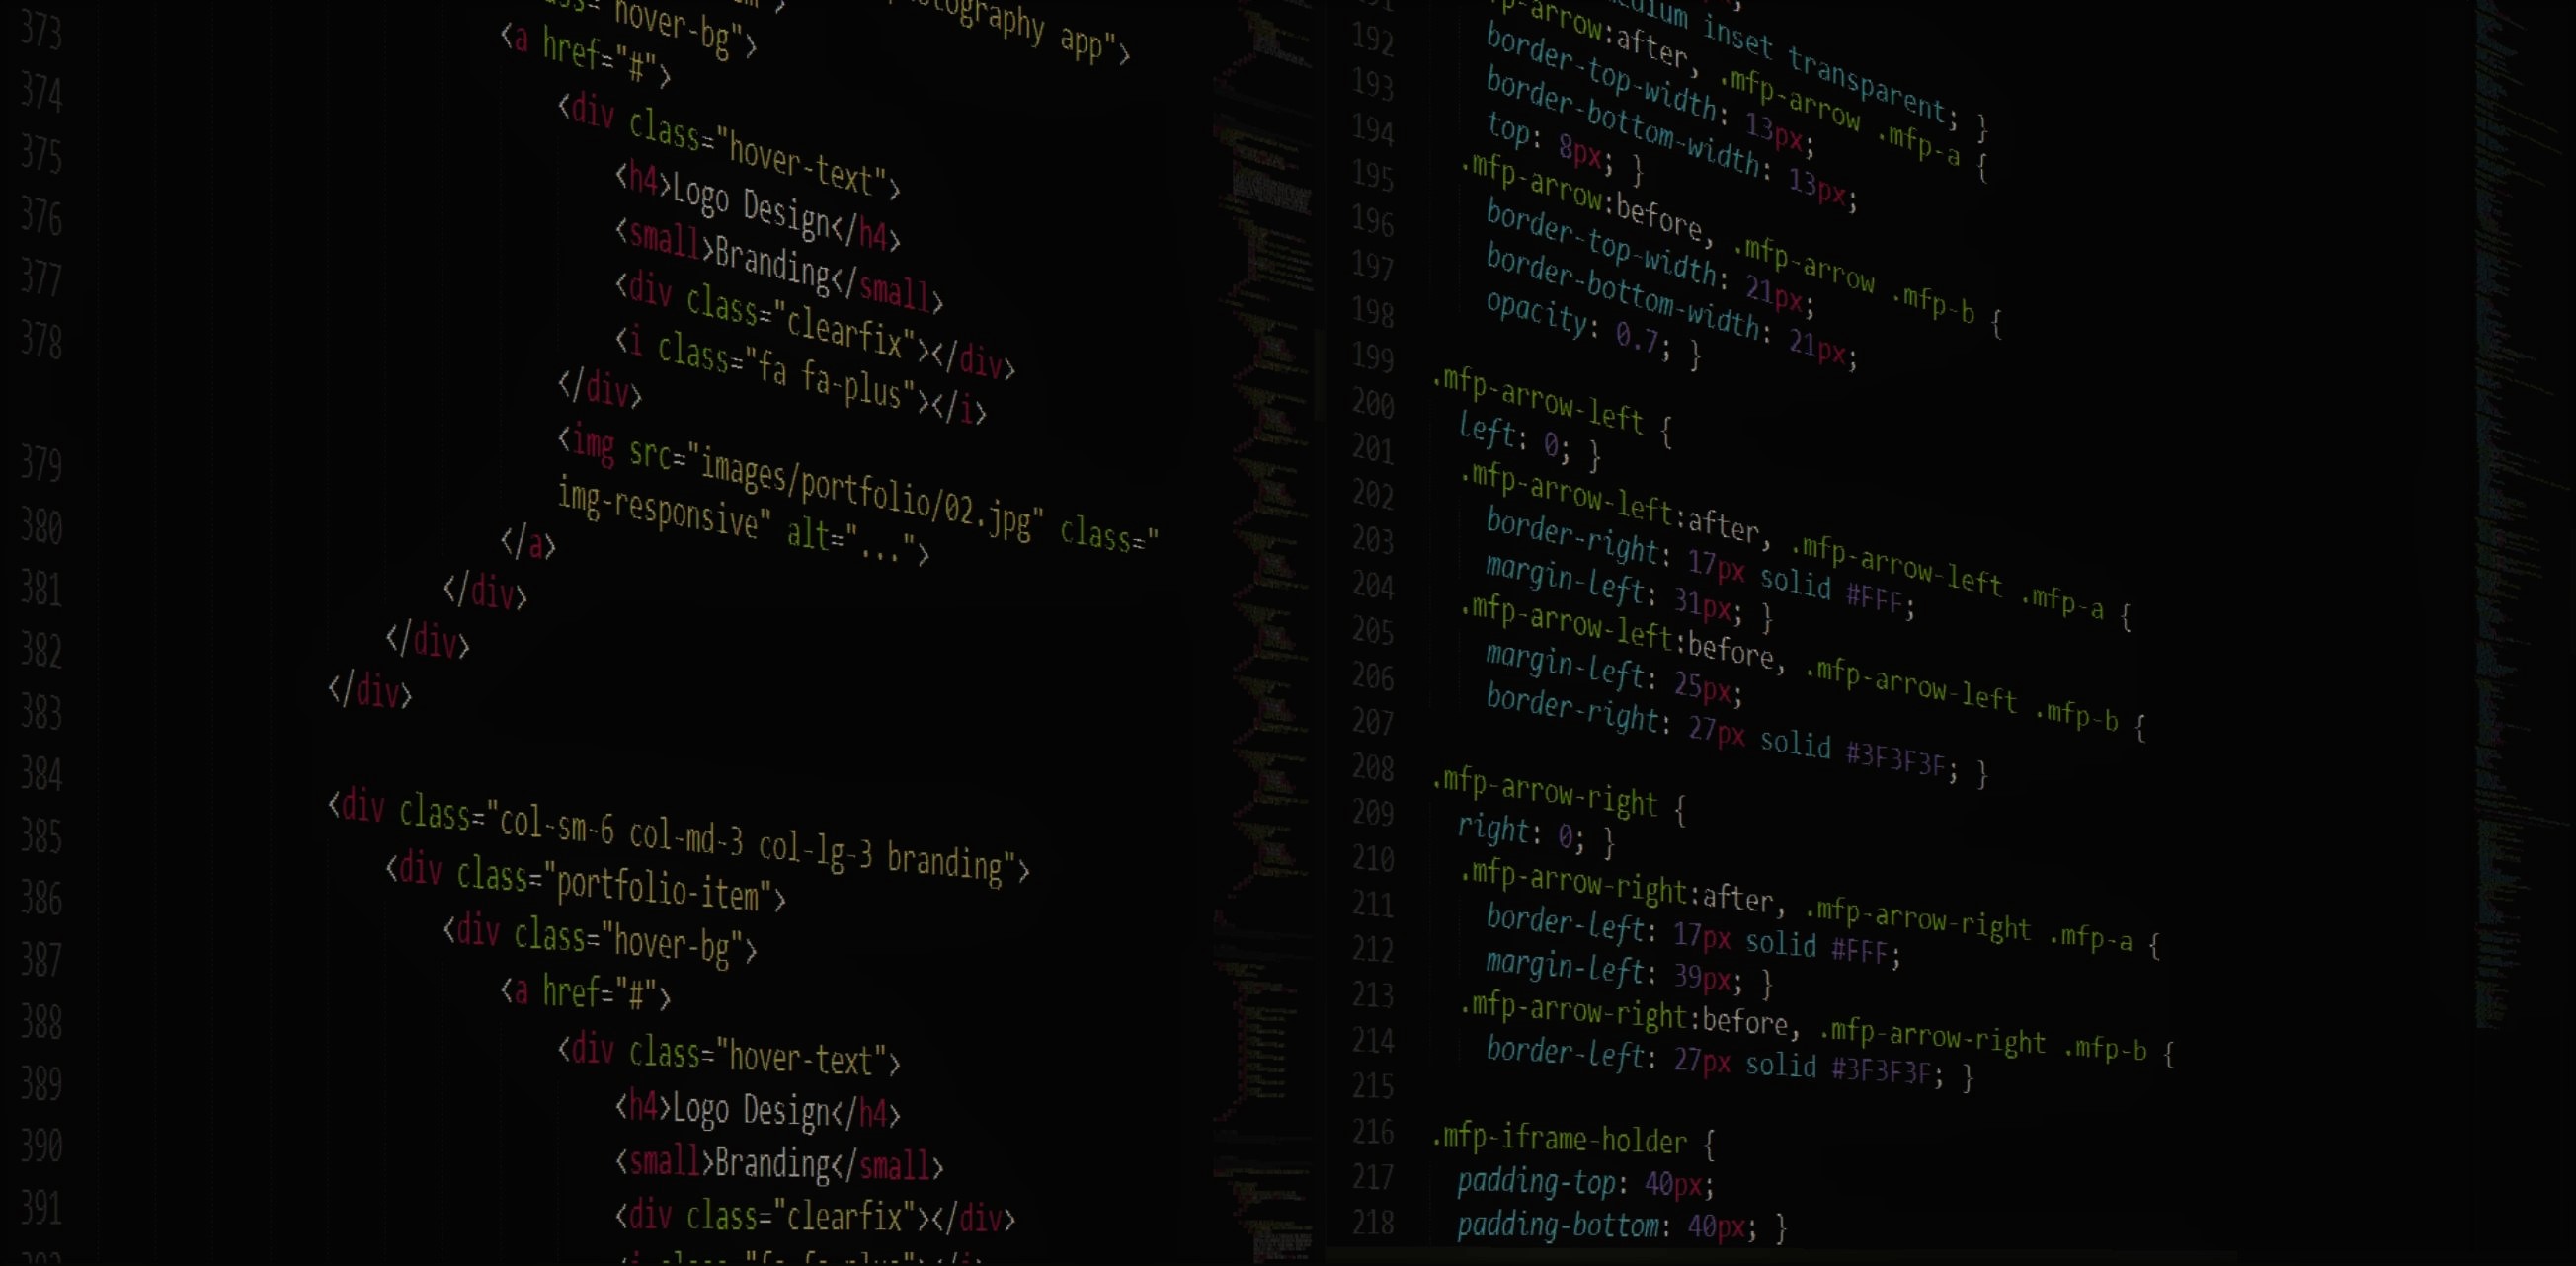 373
374
375
376
377
378
379
380
381
382
383
384
385
386
387
388
389
390
391
hover-bg">
app">
<a href="#">
<div class="hover-text">
<h4>Logo Design</h4>
<small>Branding</small>
<div class="clearfix"></div>
<i class="fa fa-plus"></i>
</div>
<img src="images/portfolio/02.jpg" class="
img-responsive" alt="...">
</a>
</div>
</div>
</div>
<div class="col-sm-6 col-md-3 col-lg-3 branding">
<div class="portfolio-item">
<div class="hover-bg">
<a href="#">
<div class="hover-text">
<h4>Logo Design</h4>
<small>Branding</small>
<div class="clearfix"></div>
192
193
194
195
196
197
198
199
200
201
202
203
204
205
206
207
208
209
210
211
212
213
214
215
216
217
218
inset transparent; }
.mfp-arrow:after, .mfp-arrow .mfp-a {
border-top-width: 13px;
border-bottom-width: 13px;
top: 8px; }
.mfp-arrow:before, .mfp-arrow .mfp-b {
border-top-width: 21px;
border-bottom-width: 21px;
opacity: 0.7; }
.mfp-arrow-left {
left: 0; }
.mfp-arrow-left:after, .mfp-arrow-left .mfp-a {
border-right: 17px solid #FFF;
margin-left: 31px; }
.mfp-arrow-left:before, .mfp-arrow-left .mfp-b {
margin-left: 25px;
border-right: 27px solid #3F3F3F; }
.mfp-arrow-right {
right: 0; }
.mfp-arrow-right:after, .mfp-arrow-right .mfp-a {
border-left: 17px solid #FFF;
margin-left: 39px; }
.mfp-arrow-right:before, .mfp-arrow-right .mfp-b {
border-left: 27px solid #3F3F3F; }
.mfp-iframe-holder {
padding-top: 40px;
padding-bottom: 40px; }